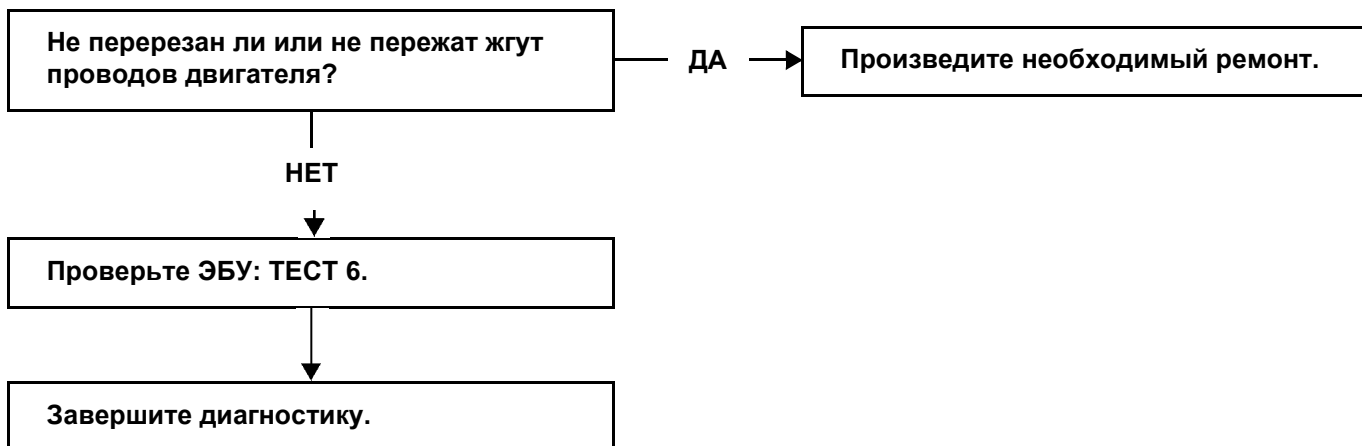 Не перерезан ли или не пережат жгут
проводов двигателя?
ДА
Произведите необходимый ремонт.
НЕТ
Проверьте ЭБУ: ТЕСТ 6.
Завершите диагностику.